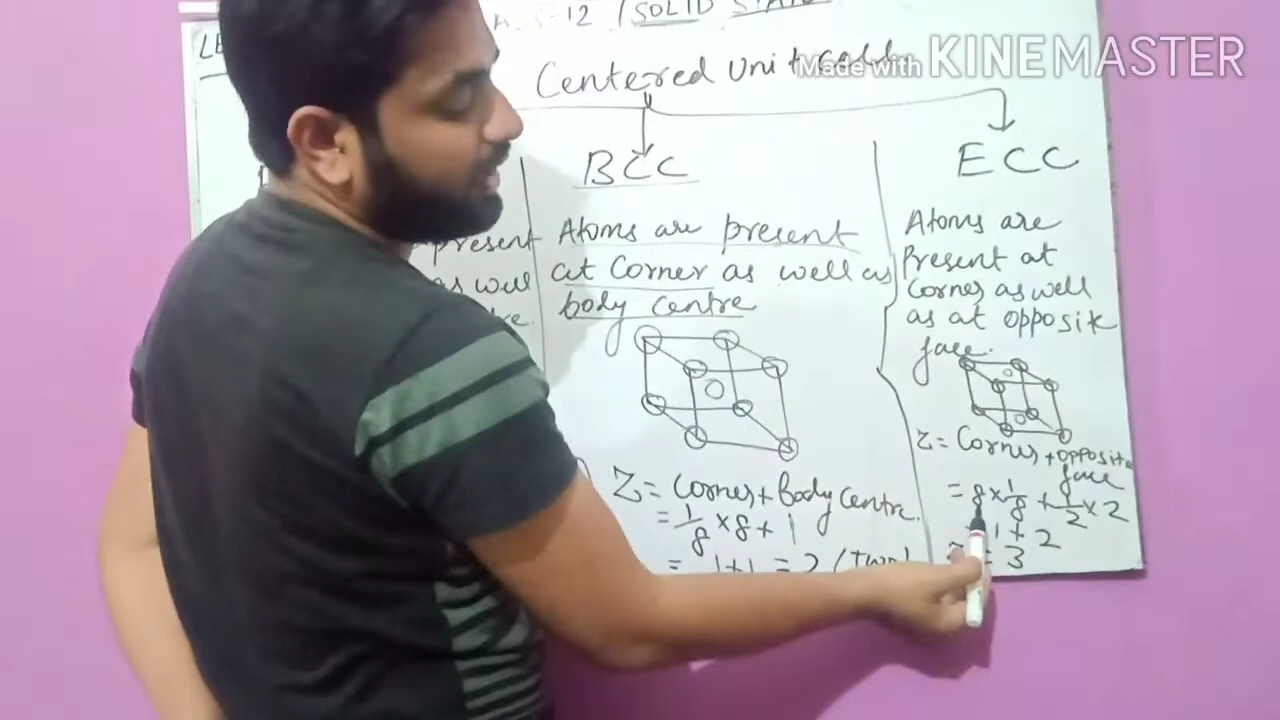 -12 / SOLID STAT
LE
Centered Unit cell
Made with KINEMASTER
BCC
ECC
present
as well
re.
Atoms are present
at Corner as well as
body centre
Atoms are
Present at
Corner as well
as at opposite
face.
Z = Corner + Body Centre.
= 1/8 × 8 + 1
= 1+1 = 2 (Two)
Z = Corner + opposite
face
= 8 × 1/8 + 1/2 × 2
1 + 2
= 3